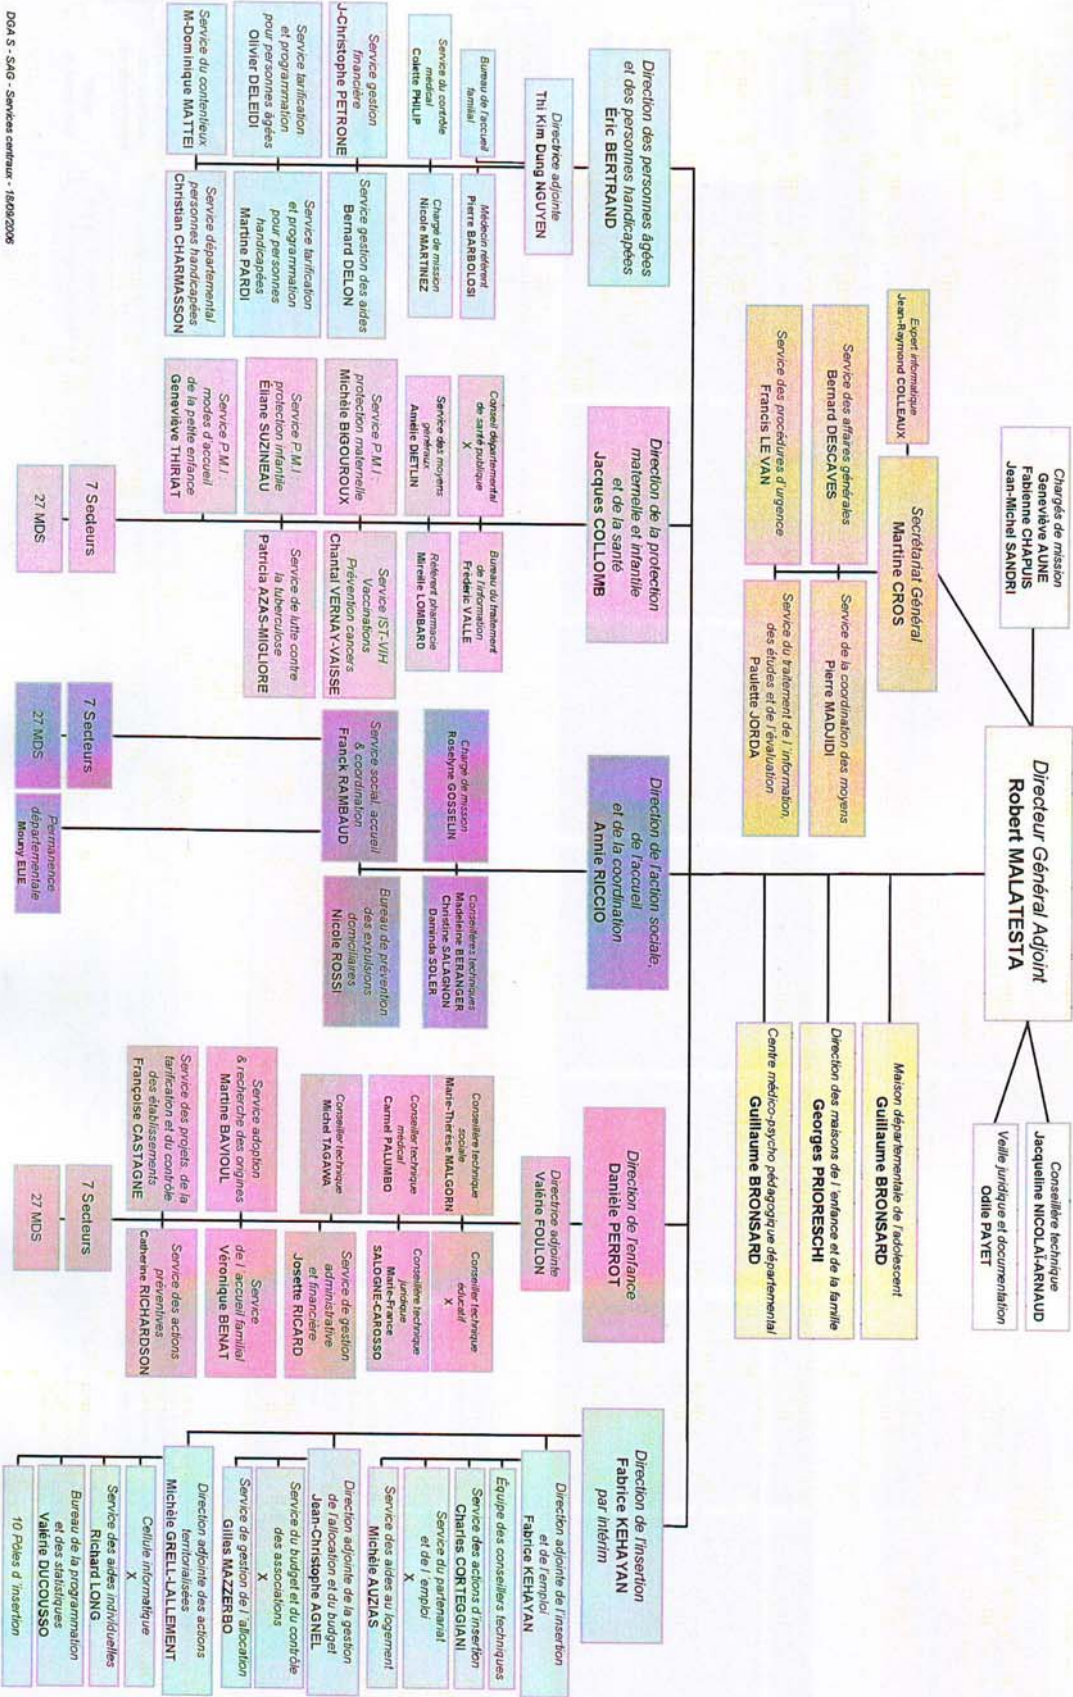 Directeur Général Adjoint
Robert MALATESTA
Chargés de mission
Geneviève AUNE
Fabienne CHAPUIS
Jean-Michel SANDRI
Conseillère technique
Jacqueline NICOLAÏ-ARNAUD
Veille juridique et documentation
Odile PAYET
Secrétariat Général
Martine CROS
Expert informatique
Jean-Raymond COLLEAUX
Service des affaires générales
Bernard DESCAVES
Service de la coordination des moyens
Pierre MADJIDI
Service des procédures d'urgence
Francis LE VAN
Service du traitement de l'information,
des études et de l'évaluation
Paulette JORDA
Maison départementale de l'adolescent
Guillaume BRONSARD
Direction des maisons de l'enfance et de la famille
Georges PRIORESCHI
Centre médico-psycho pédagogique départemental
Guillaume BRONSARD
Direction des personnes âgées
et des personnes handicapées
Éric BERTRAND
Directrice adjointe
Thi Kim Dung NGUYEN
Bureau de l'accueil
familial
Médecin référent
Pierre BARBOLOSI
Service du contrôle
médical
Colette PHILIP
Chargé de mission
Nicole MARTINEZ
Service gestion
financière
J-Christophe PETRONE
Service gestion des aides
Bernard DELON
Service tarification
et programmation
pour personnes âgées
Olivier DELEIDI
Service tarification
et programmation
pour personnes
handicapées
Martine PARDI
Service du contentieux
M-Dominique MATTEI
Service départemental
personnes handicapées
Christian CHARMASSON
Direction de la protection
maternelle et infantile
et de la santé
Jacques COLLOMB
Conseil départemental
de santé publique
X
Bureau du traitement
de l'information
Frédéric VALLE
Service des moyens
généraux
Amélie DIETLIN
Référent pharmacie
Mireille LOMBARD
Service P.M.I :
protection maternelle
Michèle BIGOUROUX
Service IST-VIH
Vaccinations
Prévention cancers
Chantal VERNAY-VAISSE
Service P.M.I :
protection infantile
Éliane SUZINEAU
Service de lutte contre
la tuberculose
Patricia AZAS-MIGLIORE
Service P.M.I :
modes d'accueil
de la petite enfance
Geneviève THIRIAT
7 Secteurs
27 MDS
Direction de l'action sociale,
de l'accueil
et de la coordination
Annie RICCIO
Chargé de mission
Roselyne GOSSELIN
Conseillères techniques
Madeleine BERANGER
Christine SALAGNON
Daminda SOLER
Service social, accueil
& coordination
Franck RAMBAUD
Bureau de prévention
des expulsions
domiciliaires
Nicole ROSSI
7 Secteurs
27 MDS
Permanence
départementale
Mouny ELIE
Direction de l'enfance
Danièle PERROT
Directrice adjointe
Valérie FOULON
Conseillère technique
sociale
Marie-Thérèse MALGORN
Conseiller technique
éducatif
X
Conseiller technique
médical
Carmel PALUMBO
Conseillère technique
juridique
Marie-France
SALOGNE-CAROSSO
Conseiller technique
Michel TAGAWA
Service de gestion
administrative
et financière
Josette RICARD
Service adoption
& recherche des origines
Martine BAVIOUL
Service
de l'accueil familial
Véronique BENAT
Service des projets, de la
tarification et du contrôle
des établissements
Françoise CASTAGNE
Service des actions
préventives
Catherine RICHARDSON
7 Secteurs
27 MDS
Direction de l'insertion
Fabrice KEHAYAN
par intérim
Direction adjointe de l'insertion
et de l'emploi
Fabrice KEHAYAN
Équipe des conseillers techniques
Service des actions d'insertion
Charles CORTEGGIANI
Service du partenariat
et de l'emploi
X
Service des aides au logement
Michèle AUZIAS
Direction adjointe de la gestion
de l'allocation et du budget
Jean-Christophe AGNEL
Service du budget et du contrôle
des associations
X
Service de gestion de l'allocation
Gilles MAZZERBO
Direction adjointe des actions
territorialisées
Michèle GRELL-LALLEMENT
Cellule informatique
X
Service des aides individuelles
Richard LONG
Bureau de la programmation
et des statistiques
Valérie DUCOUSSO
10 Pôles d'insertion
DGA S - SAG - Services centraux - 18/09/2006